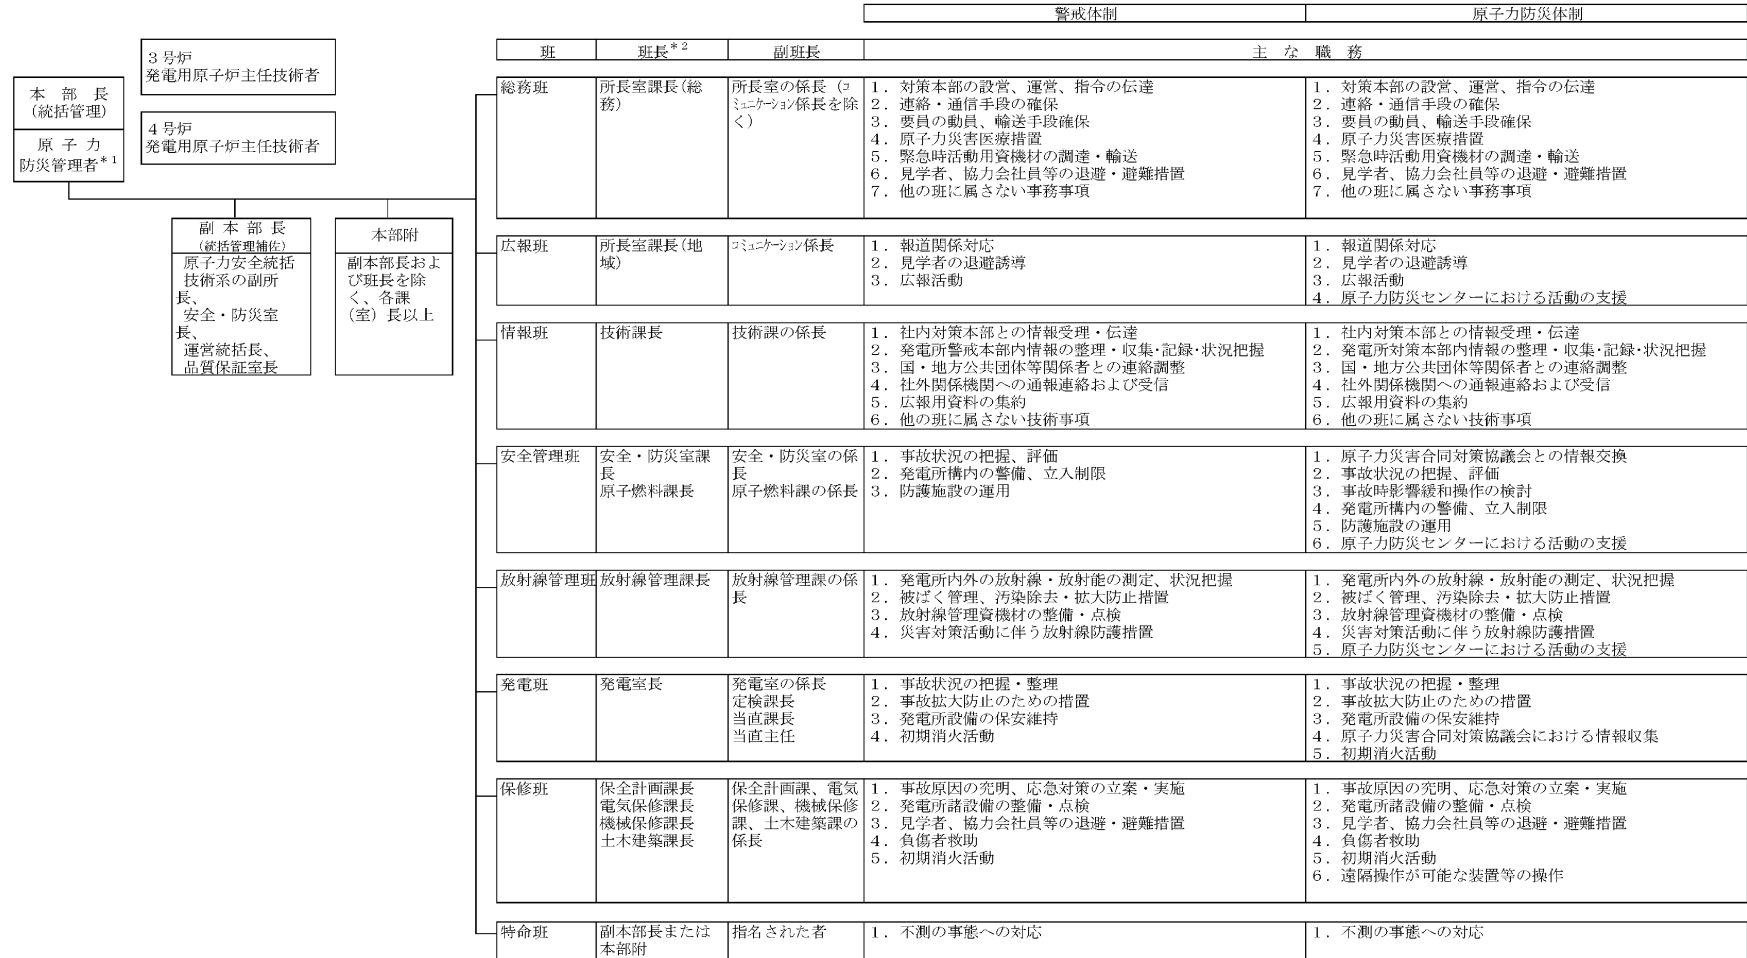 警戒体制
原子力防災体制
班
班長＊２
副班長
主 な 職 務
３号炉
発電用原子炉主任技術者
４号炉
発電用原子炉主任技術者
本 部 長
（統括管理）
原 子 力
防災管理者＊１
副 本 部 長
（統括管理補佐）
原子力安全統括
技術系の副所
長、
安全・防災室
長、
運営統括長、
品質保証室長
本部附
副本部長およ
び班長を除
く、各課
（室）長以上
総務班
所長室課長（総
務）
所長室の係長（コ
ミュニケーション係長を除
く）
１．対策本部の設営、運営、指令の伝達
２．連絡・通信手段の確保
３．要員の動員、輸送手段確保
４．原子力災害医療措置
５．緊急時活動用資機材の調達・輸送
６．見学者、協力会社員等の退避・避難措置
７．他の班に属さない事務事項
１．対策本部の設営、運営、指令の伝達
２．連絡・通信手段の確保
３．要員の動員、輸送手段確保
４．原子力災害医療措置
５．緊急時活動用資機材の調達・輸送
６．見学者、協力会社員等の退避・避難措置
７．他の班に属さない事務事項
広報班
所長室課長（地
域）
コミュニケーション係長
１．報道関係対応
２．見学者の退避誘導
３．広報活動
１．報道関係対応
２．見学者の退避誘導
３．広報活動
４．原子力防災センターにおける活動の支援
情報班
技術課長
技術課の係長
１．社内対策本部との情報受理・伝達
２．発電所警戒本部内情報の整理・収集・記録・状況把握
３．国・地方公共団体等関係者との連絡調整
４．社外関係機関への通報連絡および受信
５．広報用資料の集約
６．他の班に属さない技術事項
１．社内対策本部との情報受理・伝達
２．発電所対策本部内情報の整理・収集・記録・状況把握
３．国・地方公共団体等関係者との連絡調整
４．社外関係機関への通報連絡および受信
５．広報用資料の集約
６．他の班に属さない技術事項
安全管理班
安全・防災室課
長
原子燃料課長
安全・防災室の係
長
原子燃料課の係長
１．事故状況の把握、評価
２．発電所構内の警備、立入制限
３．防護施設の運用
１．原子力災害合同対策協議会との情報交換
２．事故状況の把握、評価
３．事故時影響緩和操作の検討
４．発電所構内の警備、立入制限
５．防護施設の運用
６．原子力防災センターにおける活動の支援
放射線管理班
放射線管理課長
放射線管理課の係
長
１．発電所内外の放射線・放射能の測定、状況把握
２．被ばく管理、汚染除去・拡大防止措置
３．放射線管理資機材の整備・点検
４．災害対策活動に伴う放射線防護措置
１．発電所内外の放射線・放射能の測定、状況把握
２．被ばく管理、汚染除去・拡大防止措置
３．放射線管理資機材の整備・点検
４．災害対策活動に伴う放射線防護措置
５．原子力防災センターにおける活動の支援
発電班
発電室長
発電室の係長
定検課長
当直課長
当直主任
１．事故状況の把握・整理
２．事故拡大防止のための措置
３．発電所設備の保安維持
４．初期消火活動
１．事故状況の把握・整理
２．事故拡大防止のための措置
３．発電所設備の保安維持
４．原子力災害合同対策協議会における情報収集
５．初期消火活動
保修班
保全計画課長
電気保修課長
機械保修課長
土木建築課長
保全計画課、電気
保修課、機械保修
課、土木建築課の
係長
１．事故原因の究明、応急対策の立案・実施
２．発電所諸設備の整備・点検
３．見学者、協力会社員等の退避・避難措置
４．負傷者救助
５．初期消火活動
１．事故原因の究明、応急対策の立案・実施
２．発電所諸設備の整備・点検
３．見学者、協力会社員等の退避・避難措置
４．負傷者救助
５．初期消火活動
６．遠隔操作が可能な装置等の操作
特命班
副本部長または
本部附
指名された者
１．不測の事態への対応
１．不測の事態への対応